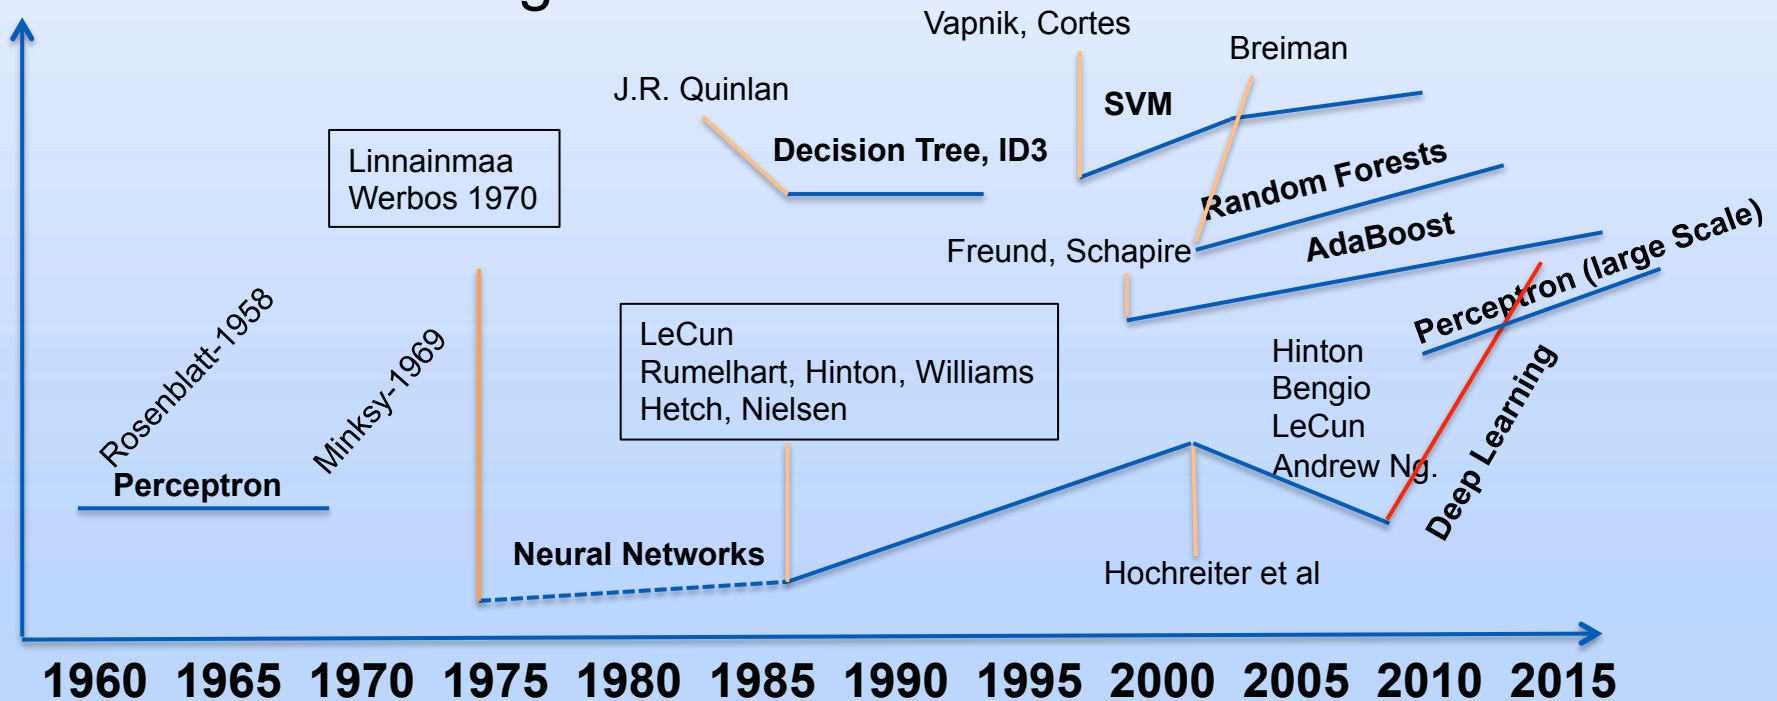 Vapnik, Cortes
Breiman
J.R. Quinlan
SVM
Decision Tree, ID3
Linnainmaa
Werbos 1970
Random Forests
AdaBoost
Freund, Schapire
Perceptron (large Scale)
Rosenblatt-1958
Minksy-1969
LeCun
Rumelhart, Hinton, Williams
Hetch, Nielsen
Hinton
Bengio
LeCun
Andrew Ng.
Deep Learning
Perceptron
Neural Networks
Hochreiter et al
1960 1965 1970 1975 1980 1985 1990 1995 2000 2005 2010 2015